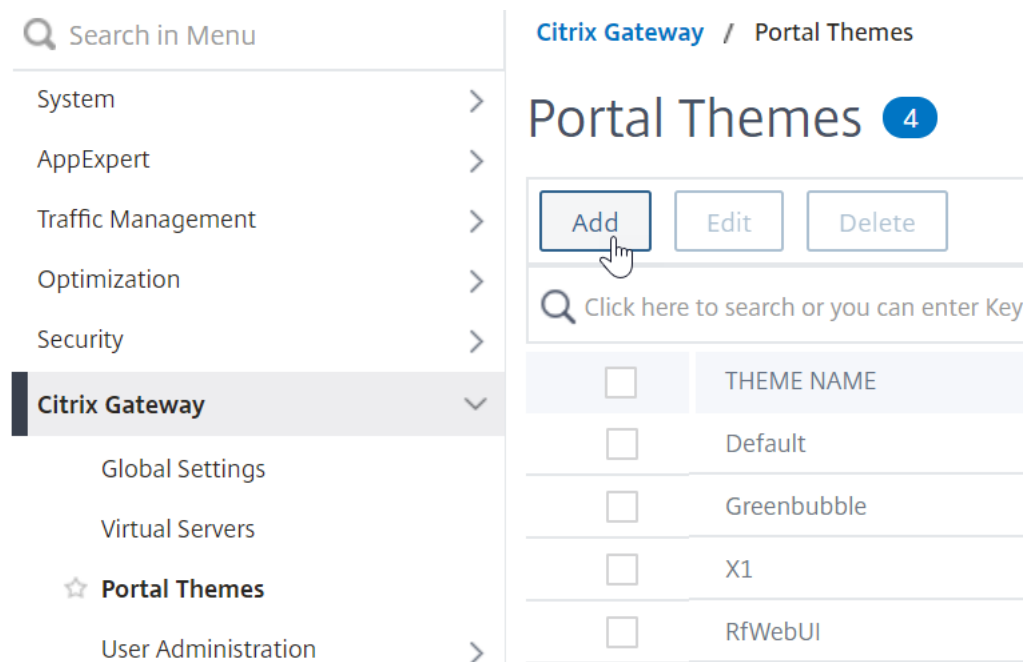 Search in Menu
System
AppExpert
Traffic Management
Optimization
Security
Citrix Gateway
Global Settings
Virtual Servers
Portal Themes
User Administration
Citrix Gateway / Portal Themes
Portal Themes 4
Add Edit Delete
Click here to search or you can enter Key
THEME NAME
Default
Greenbubble
X1
RfWebUI